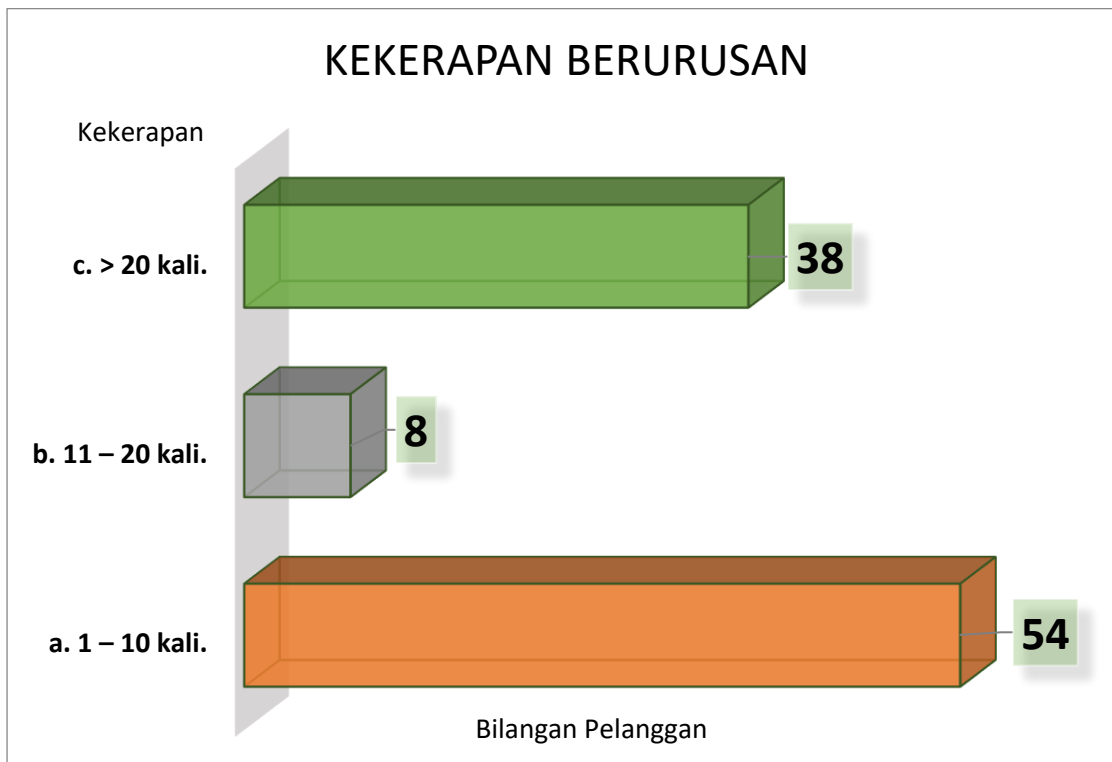 KEKERAPAN BERURUSAN
Kekerapan
c. > 20 kali.
38
b. 11 – 20 kali.
8
a. 1 – 10 kali.
54
Bilangan Pelanggan